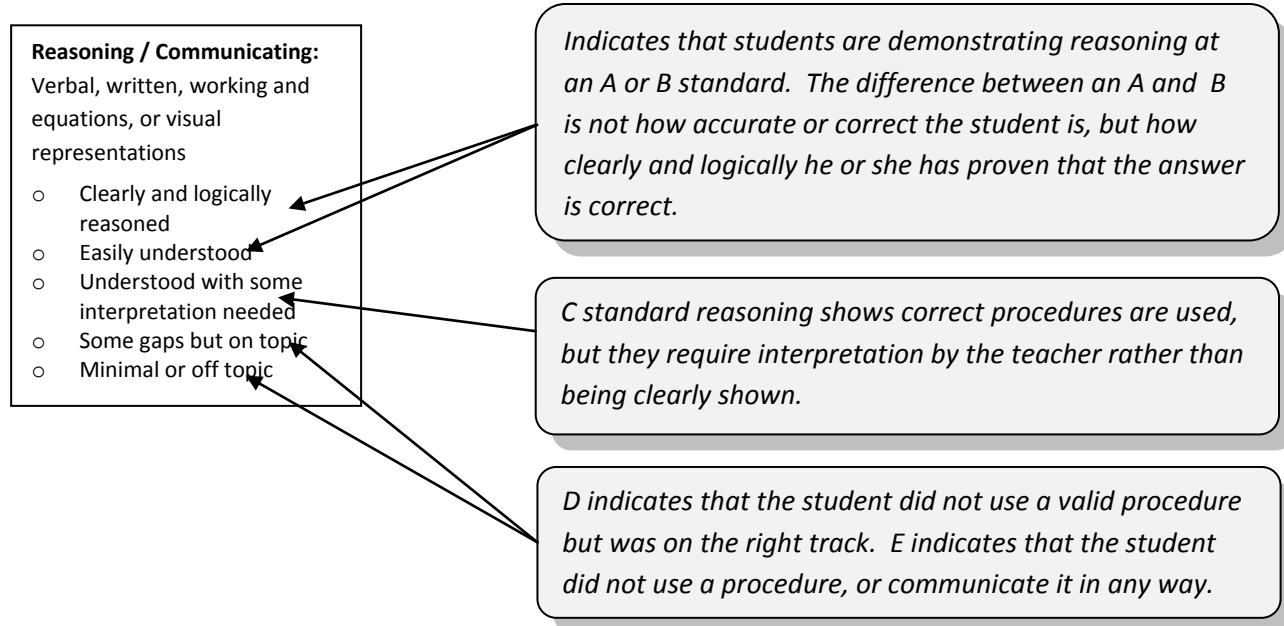 Reasoning / Communicating:
Verbal, written, working and
equations, or visual
representations
o Clearly and logically
reasoned
o Easily understood
o Understood with some
interpretation needed
o Some gaps but on topic
o Minimal or off topic
Indicates that students are demonstrating reasoning at
an A or B standard. The difference between an A and B
is not how accurate or correct the student is, but how
clearly and logically he or she has proven that the answer
is correct.
C standard reasoning shows correct procedures are used,
but they require interpretation by the teacher rather than
being clearly shown.
D indicates that the student did not use a valid procedure
but was on the right track. E indicates that the student
did not use a procedure, or communicate it in any way.